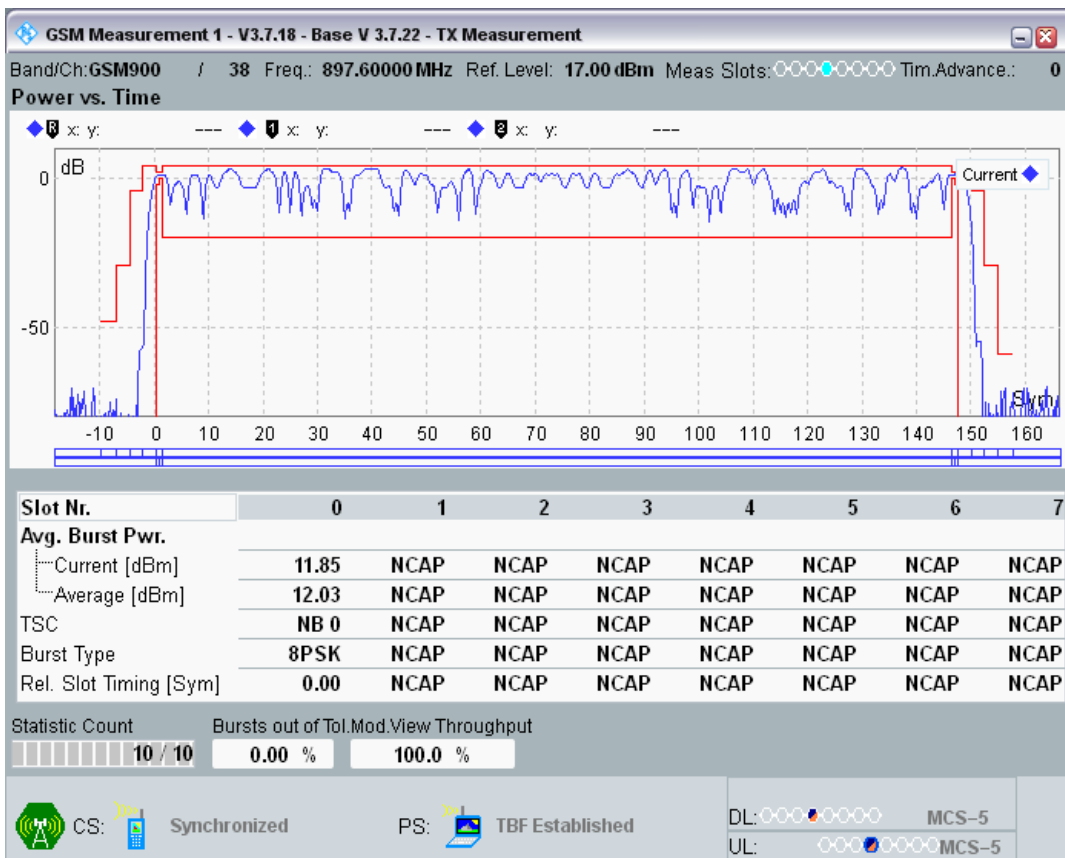 GSM Measurement 1 - V3.7.18 - Base V 3.7.22 - TX Measurement
Band/Ch:GSM900 / 38 Freq.: 897.60000 MHz Ref. Level: 17.00 dBm Meas Slots: Tim.Advance.: 0
Power vs. Time
R x: y: --- 1 x: y: --- 2 x: y: ---
dB
0
Current
-50
Sym
-10 0 10 20 30 40 50 60 70 80 90 100 110 120 130 140 150 160
Slot Nr. 0 1 2 3 4 5 6 7
Avg. Burst Pwr.
Current [dBm] 11.85 NCAP NCAP NCAP NCAP NCAP NCAP NCAP
Average [dBm] 12.03 NCAP NCAP NCAP NCAP NCAP NCAP NCAP
TSC NB 0 NCAP NCAP NCAP NCAP NCAP NCAP NCAP
Burst Type 8PSK NCAP NCAP NCAP NCAP NCAP NCAP NCAP
Rel. Slot Timing [Sym] 0.00 NCAP NCAP NCAP NCAP NCAP NCAP NCAP
Statistic Count Bursts out of Tol. Mod.View Throughput
10 / 10 0.00 % 100.0 %
CS: Synchronized PS: TBF Established DL: MCS-5
UL: MCS-5